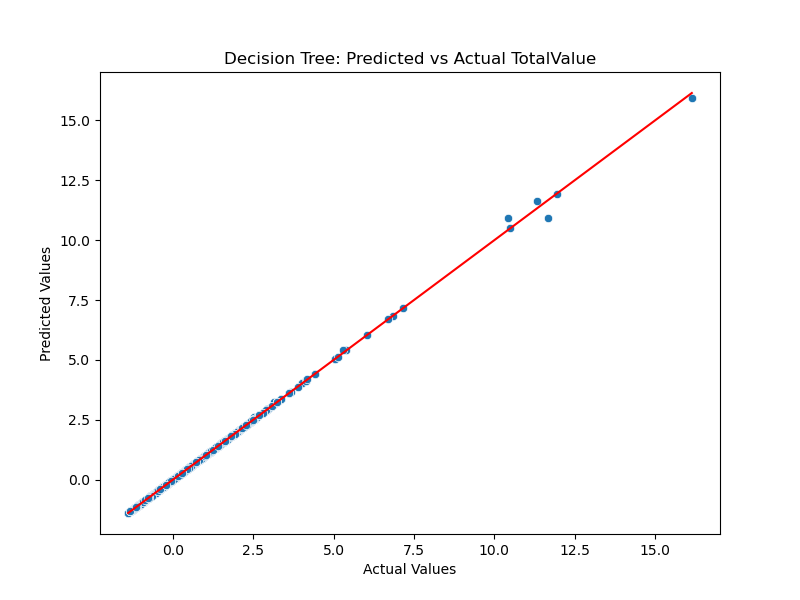 Decision Tree: Predicted vs Actual TotalValue
15.0
12.5
10.0
7.5
5.0
2.5
0.0
Predicted Values
0.0 2.5 5.0 7.5 10.0 12.5 15.0
Actual Values